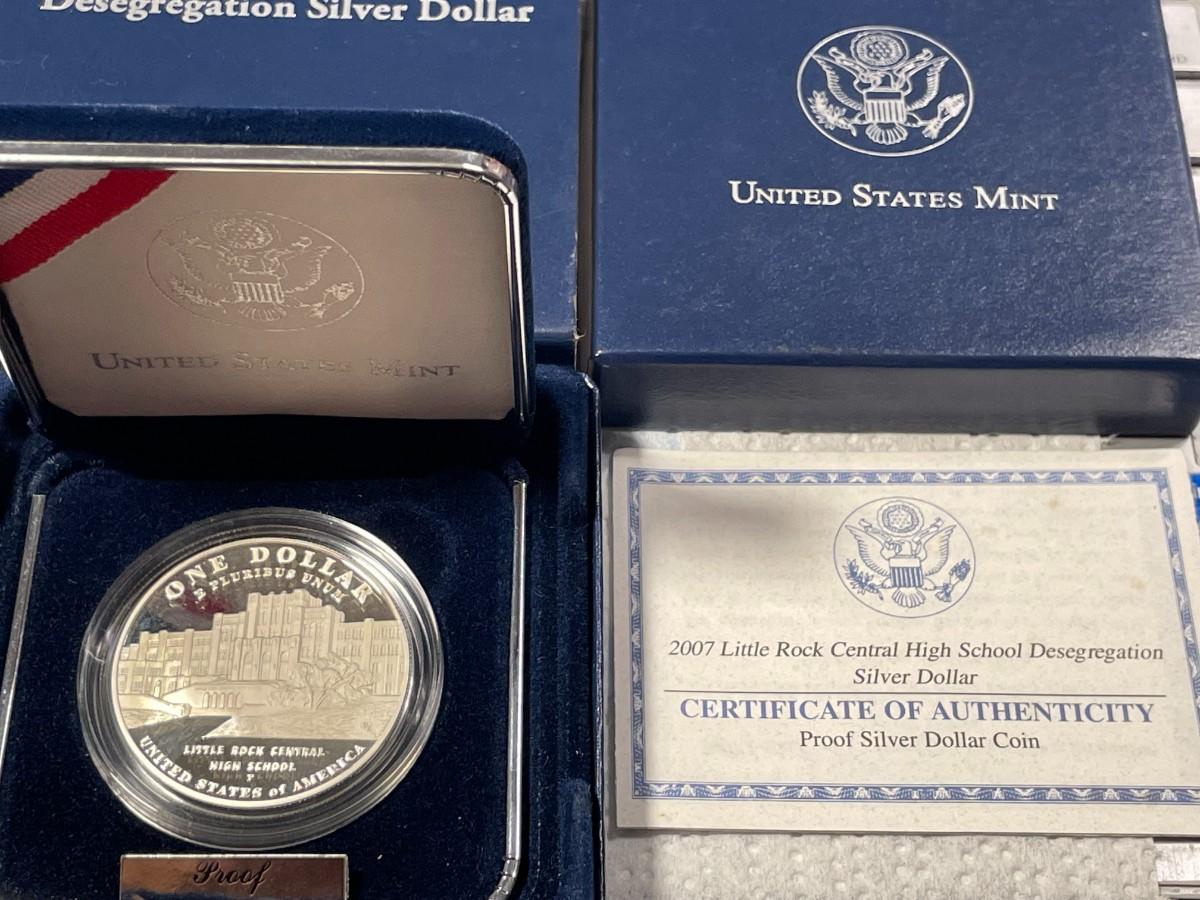 Desegregation Silver Dollar
UNITED STATES MINT
UNITED STATES MINT
ONE DOLLAR
E PLURIBUS UNUM
LITTLE ROCK CENTRAL
HIGH SCHOOL
P
UNITED STATES of AMERICA
Proof
2007 Little Rock Central High School Desegregation
Silver Dollar
CERTIFICATE OF AUTHENTICITY
Proof Silver Dollar Coin